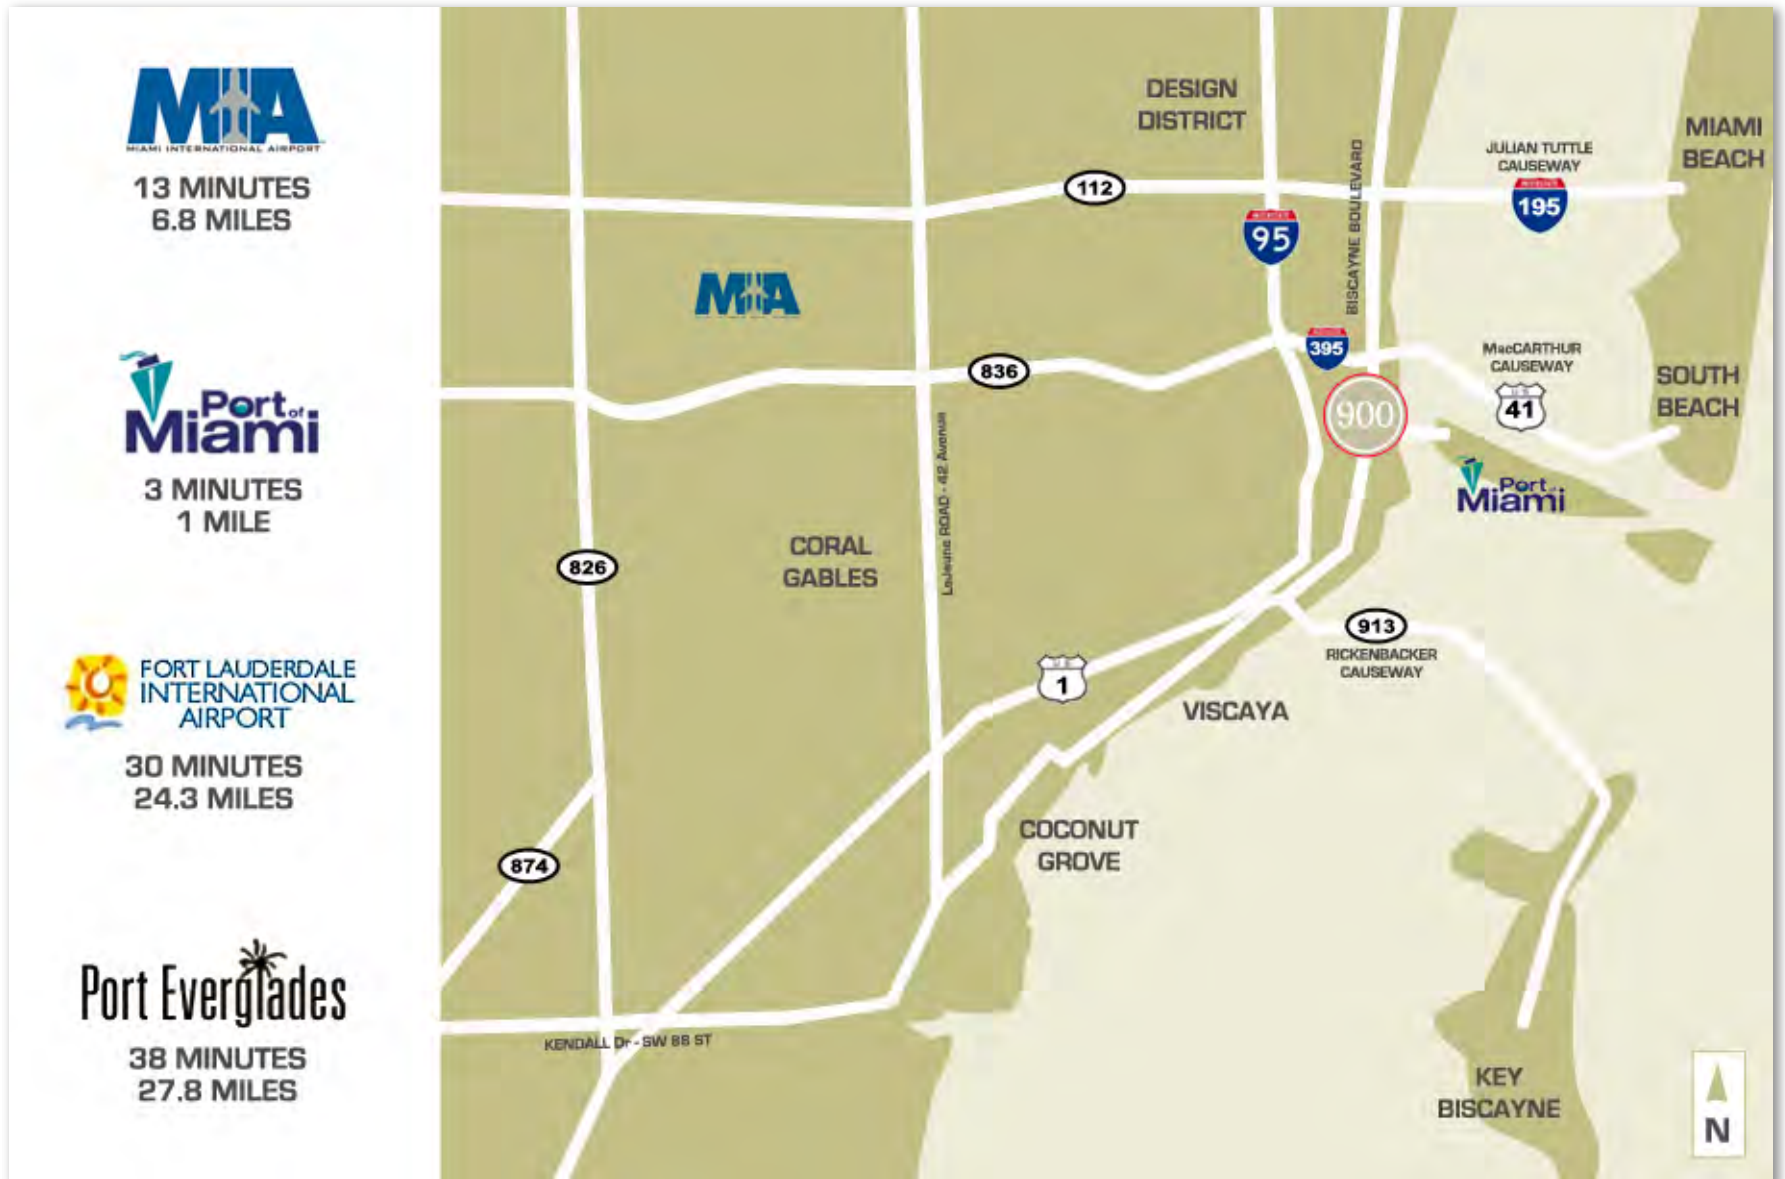 MIA
MIAMI INTERNATIONAL AIRPORT
13 MINUTES
6.8 MILES
Port of
Miami
3 MINUTES
1 MILE
FORT LAUDERDALE
INTERNATIONAL
AIRPORT
30 MINUTES
24.3 MILES
Port Everglades
38 MINUTES
27.8 MILES
DESIGN
DISTRICT
MIAMI
BEACH
JULIAN TUTTLE
CAUSEWAY
195
112
95
BISCAYNE BOULEVARD
MIA
395
MacCARTHUR
CAUSEWAY
41
SOUTH
BEACH
836
900
Port of
Miami
LeJeune ROAD - 42 Avenue
CORAL
GABLES
826
913
RICKENBACKER
CAUSEWAY
1
VISCAYA
COCONUT
GROVE
874
KENDALL Dr - SW 88 ST
KEY
BISCAYNE
N